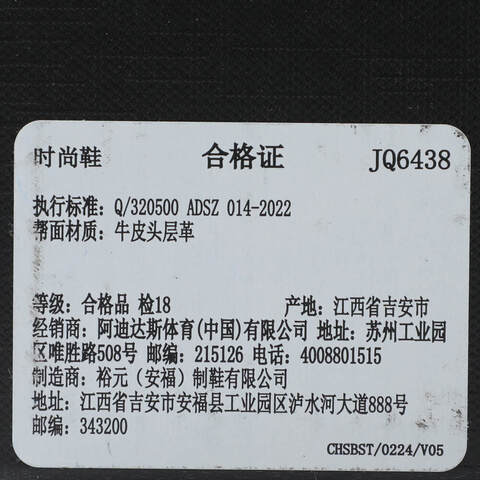 时尚鞋 合格证 JQ6438
执行标准: Q/320500 ADSZ 014-2022
帮面材质: 牛皮头层革
等级: 合格品 检18 产地: 江西省吉安市
经销商: 阿迪达斯体育(中国)有限公司 地址: 苏州工业园
区唯胜路508号 邮编: 215126 电话: 4008801515
制造商: 裕元 (安福) 制鞋有限公司
地址: 江西省吉安市安福县工业园区泸水河大道888号
邮编: 343200
CHSBST/0224/V05